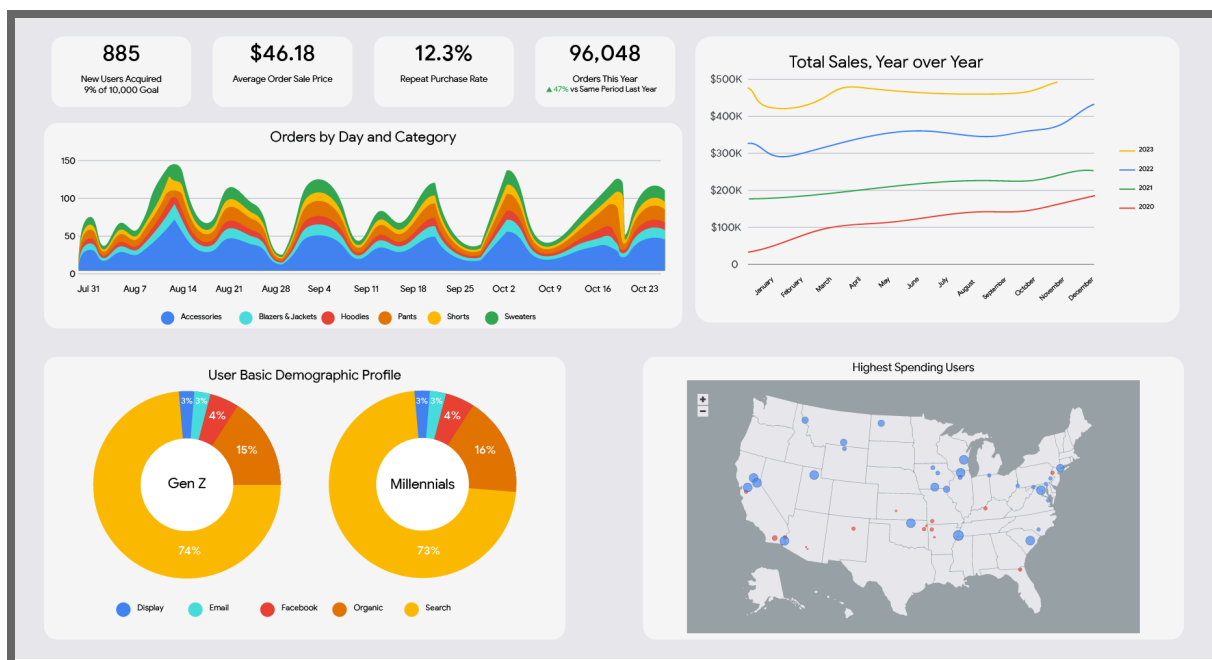 885
New Users Acquired
9% of 10,000 Goal
$46.18
Average Order Sale Price
12.3%
Repeat Purchase Rate
96,048
Orders This Year
▲47% vs Same Period Last Year
Total Sales, Year over Year
$500K
$400K
$300K
$200K
$100K
0
January
February
March
April
May
June
July
August
September
October
November
December
2023
2022
2021
2020
Orders by Day and Category
150
100
50
0
Jul 31
Aug 7
Aug 14
Aug 21
Aug 28
Sep 4
Sep 11
Sep 18
Sep 25
Oct 2
Oct 9
Oct 16
Oct 23
Accessories
Blazers & Jackets
Hoodies
Pants
Shorts
Sweaters
User Basic Demographic Profile
3%
3%
4%
15%
Gen Z
74%
3%
3%
4%
16%
Millennials
73%
Display
Email
Facebook
Organic
Search
Highest Spending Users
+
−